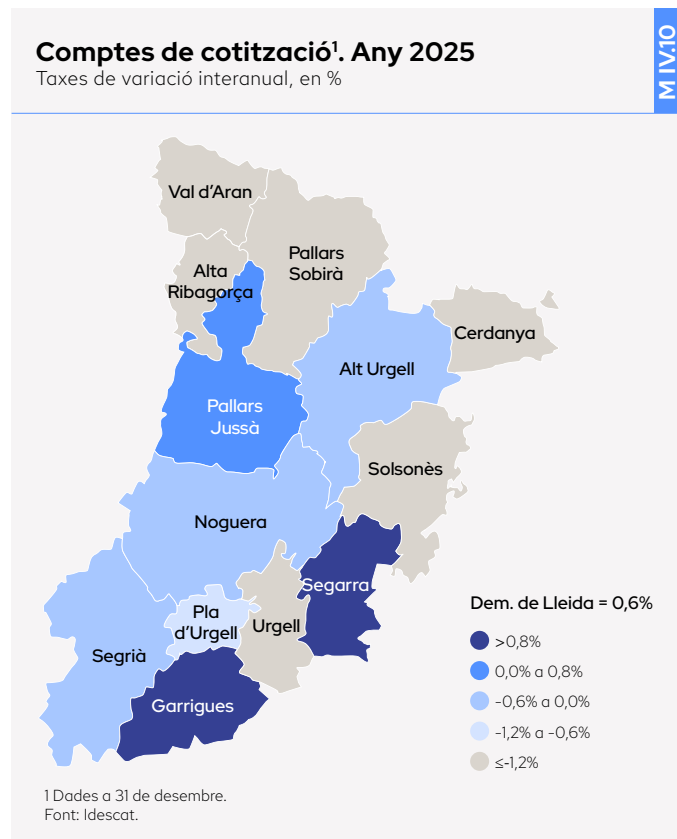 Comptes de cotització¹. Any 2025
Taxes de variació interanual, en %
M IV.10
Val d'Aran
Pallars
Sobirà
Alta
Ribagorça
Cerdanya
Alt Urgell
Pallars
Jussà
Solsonès
Noguera
Segarra
Pla
d'Urgell
Urgell
Segrià
Garrigues
Dem. de Lleida = 0,6%
>0,8%
0,0% a 0,8%
-0,6% a 0,0%
-1,2% a -0,6%
≤-1,2%
1 Dades a 31 de desembre.
Font: Idescat.